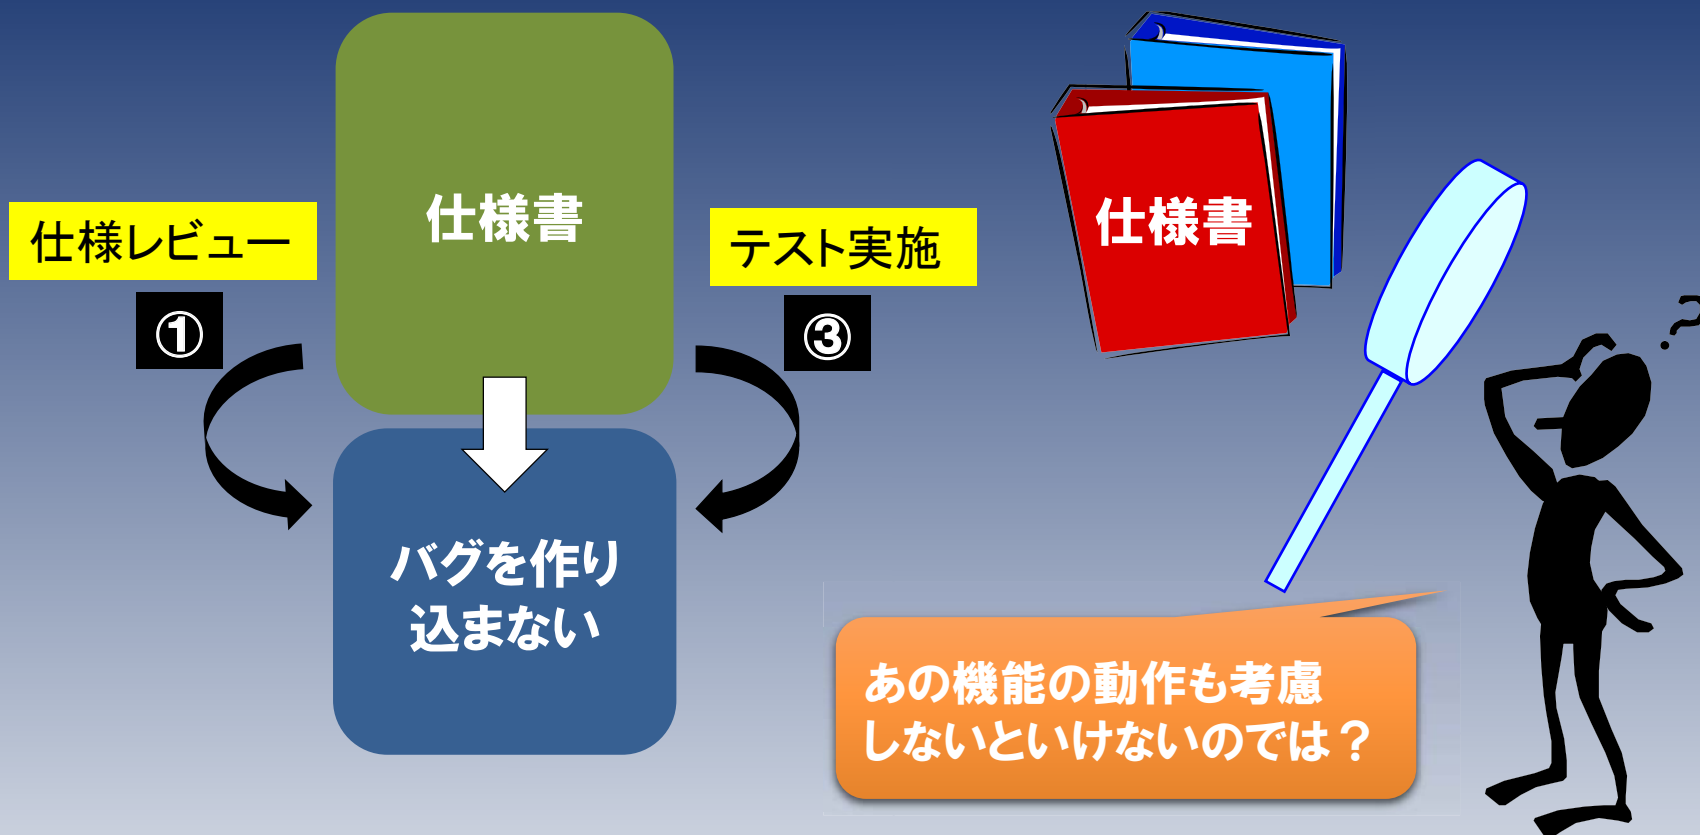 仕様書
仕様レビュー
①
テスト実施
③
バグを作り
込まない
仕様書
?
あの機能の動作も考慮
しないといけないのでは？